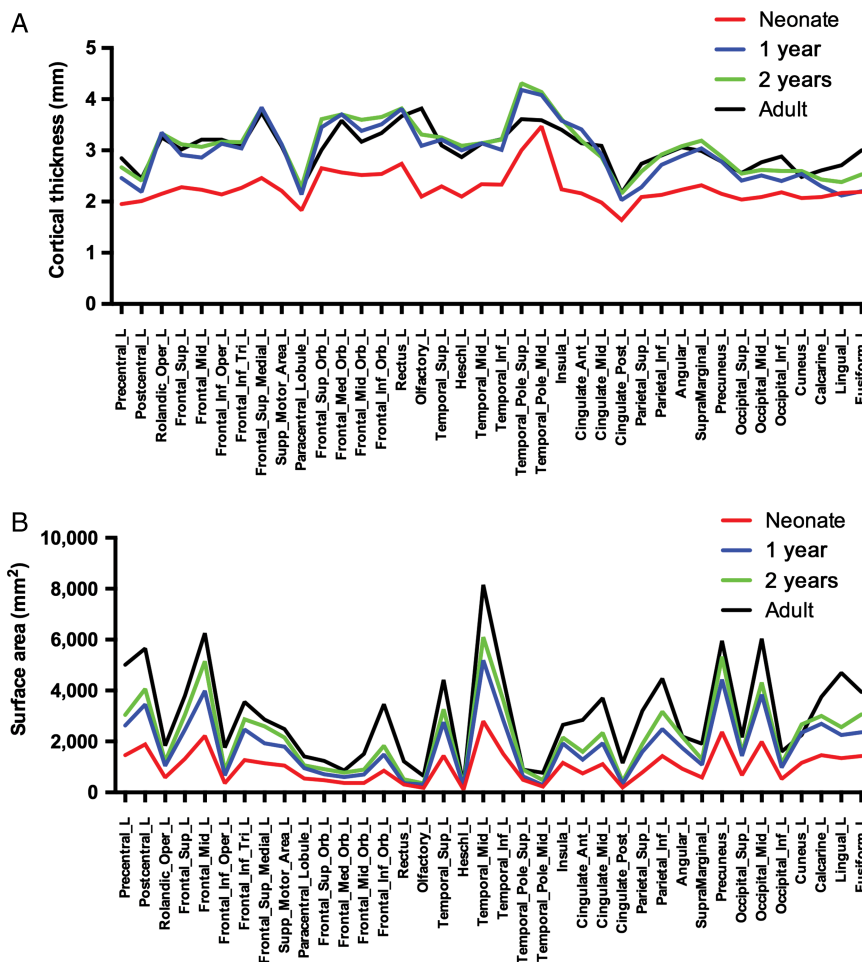 A
Neonate
1 year
2 years
Adult
Cortical thickness (mm)
5
4
3
2
1
0
Precentral_L
Postcentral_L
Rolandic_Oper_L
Frontal_Sup_L
Frontal_Mid_L
Frontal_Inf_Oper_L
Frontal_Inf_Tri_L
Frontal_Sup_Medial_L
Supp_Motor_Area_L
Paracentral_Lobule_L
Frontal_Sup_Orb_L
Frontal_Med_Orb_L
Frontal_Mid_Orb_L
Frontal_Inf_Orb_L
Rectus_L
Olfactory_L
Temporal_Sup_L
Heschl_L
Temporal_Mid_L
Temporal_Inf_L
Temporal_Pole_Sup_L
Temporal_Pole_Mid_L
Insula_L
Cingulate_Ant_L
Cingulate_Mid_L
Cingulate_Post_L
Parietal_Sup_L
Parietal_Inf_L
Angular_L
SupraMarginal_L
Precuneus_L
Occipital_Sup_L
Occipital_Mid_L
Occipital_Inf_L
Cuneus_L
Calcarine_L
Lingual_L
Fusiform_L
B
Neonate
1 year
2 years
Adult
Surface area (mm²)
10,000
8,000
6,000
4,000
2,000
0
Precentral_L
Postcentral_L
Rolandic_Oper_L
Frontal_Sup_L
Frontal_Mid_L
Frontal_Inf_Oper_L
Frontal_Inf_Tri_L
Frontal_Sup_Medial_L
Supp_Motor_Area_L
Paracentral_Lobule_L
Frontal_Sup_Orb_L
Frontal_Med_Orb_L
Frontal_Mid_Orb_L
Frontal_Inf_Orb_L
Rectus_L
Olfactory_L
Temporal_Sup_L
Heschl_L
Temporal_Mid_L
Temporal_Inf_L
Temporal_Pole_Sup_L
Temporal_Pole_Mid_L
Insula_L
Cingulate_Ant_L
Cingulate_Mid_L
Cingulate_Post_L
Parietal_Sup_L
Parietal_Inf_L
Angular_L
SupraMarginal_L
Precuneus_L
Occipital_Sup_L
Occipital_Mid_L
Occipital_Inf_L
Cuneus_L
Calcarine_L
Lingual_L
Fusiform_L